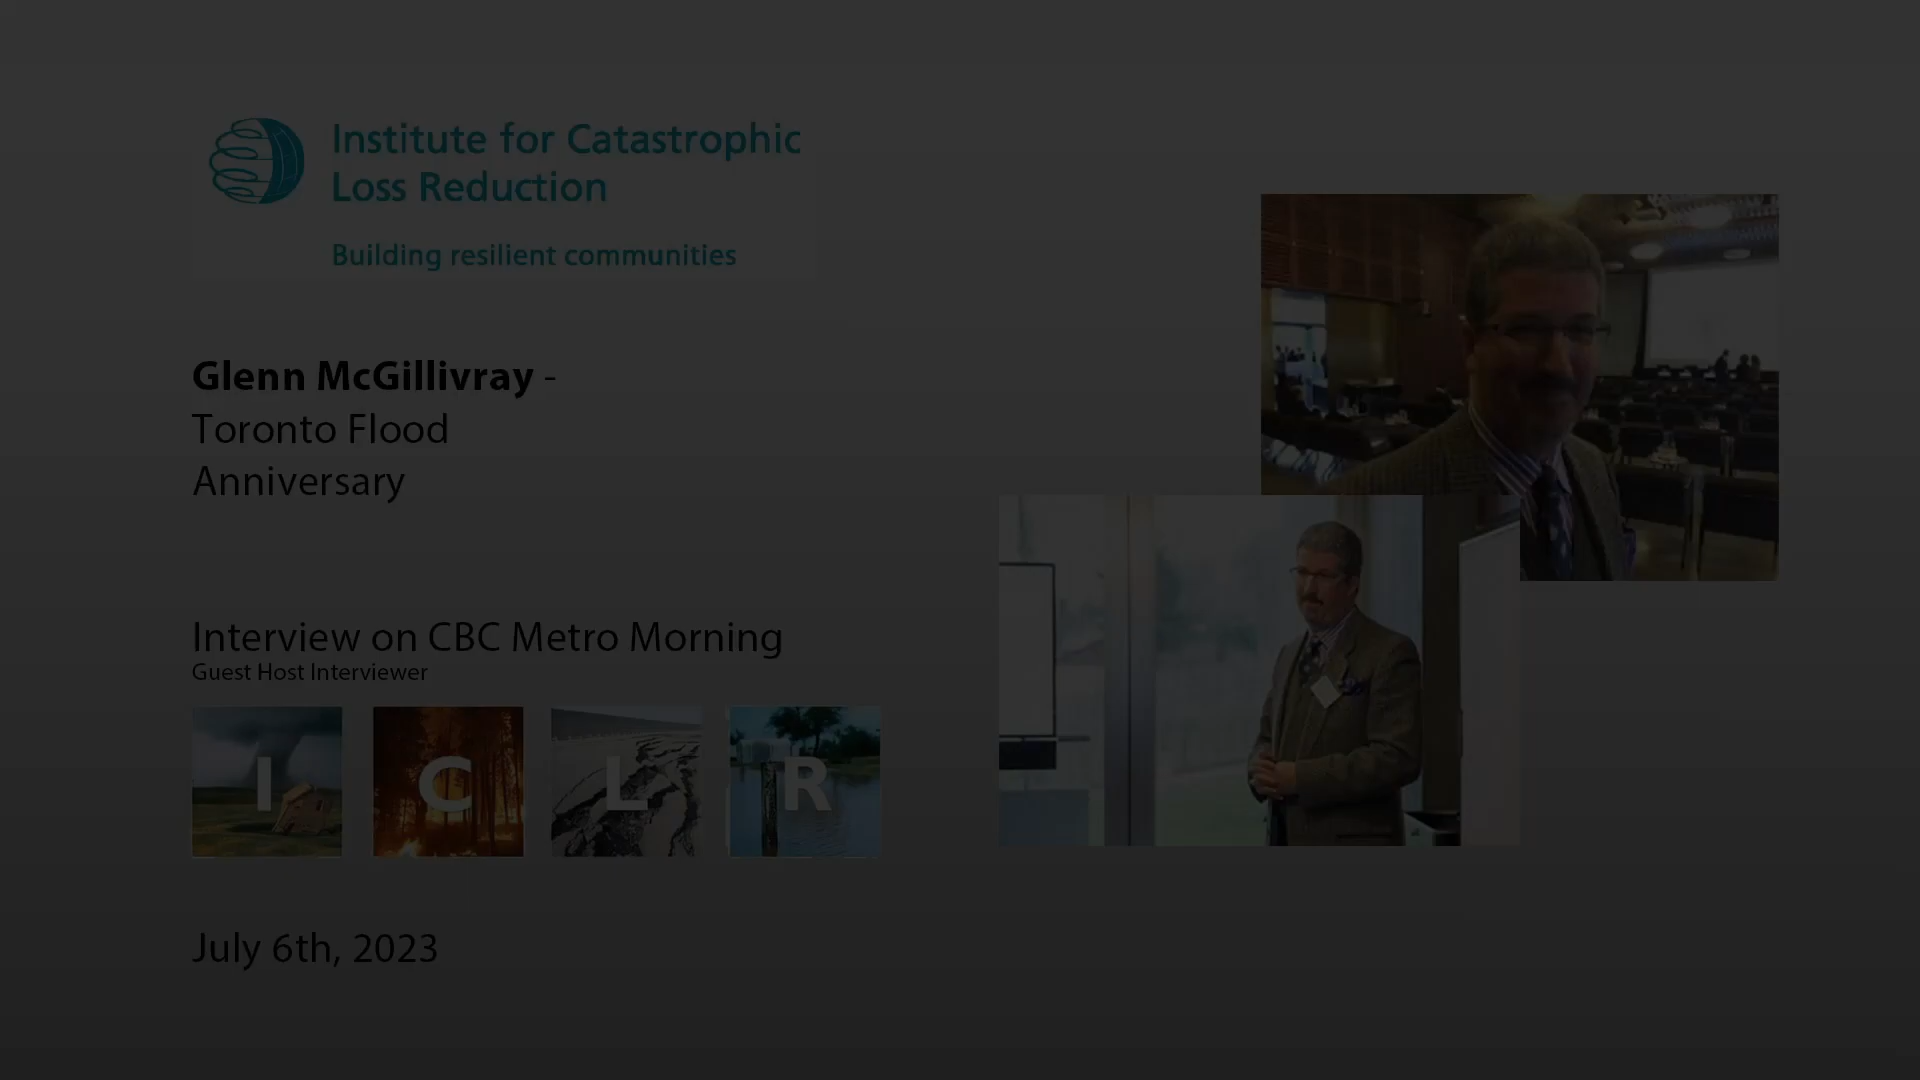 Institute for Catastrophic
Loss Reduction
Building resilient communities
Glenn McGillivray -
Toronto Flood
Anniversary
Interview on CBC Metro Morning
Guest Host Interviewer
I C L R
July 6th, 2023